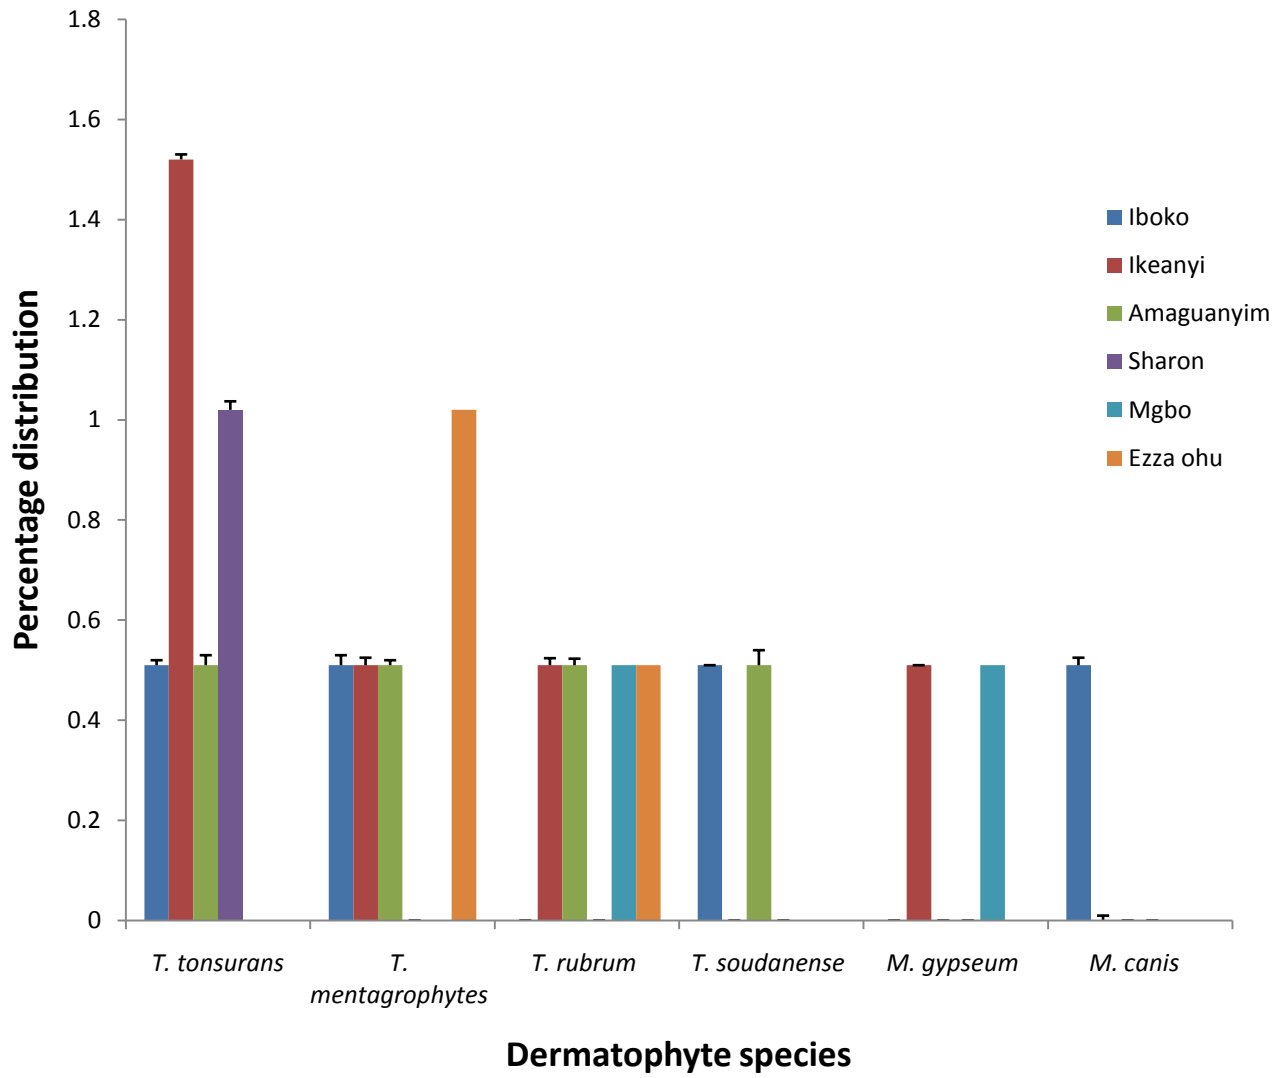 1.8
1.6
1.4
1.2
1
0.8
0.6
0.4
0.2
0
Percentage distribution
Iboko
Ikeanyi
Amaguanyim
Sharon
Mgbo
Ezza ohu
T. tonsurans
T.
mentagrophytes
T. rubrum
T. soudanense
M. gypseum
M. canis
Dermatophyte species